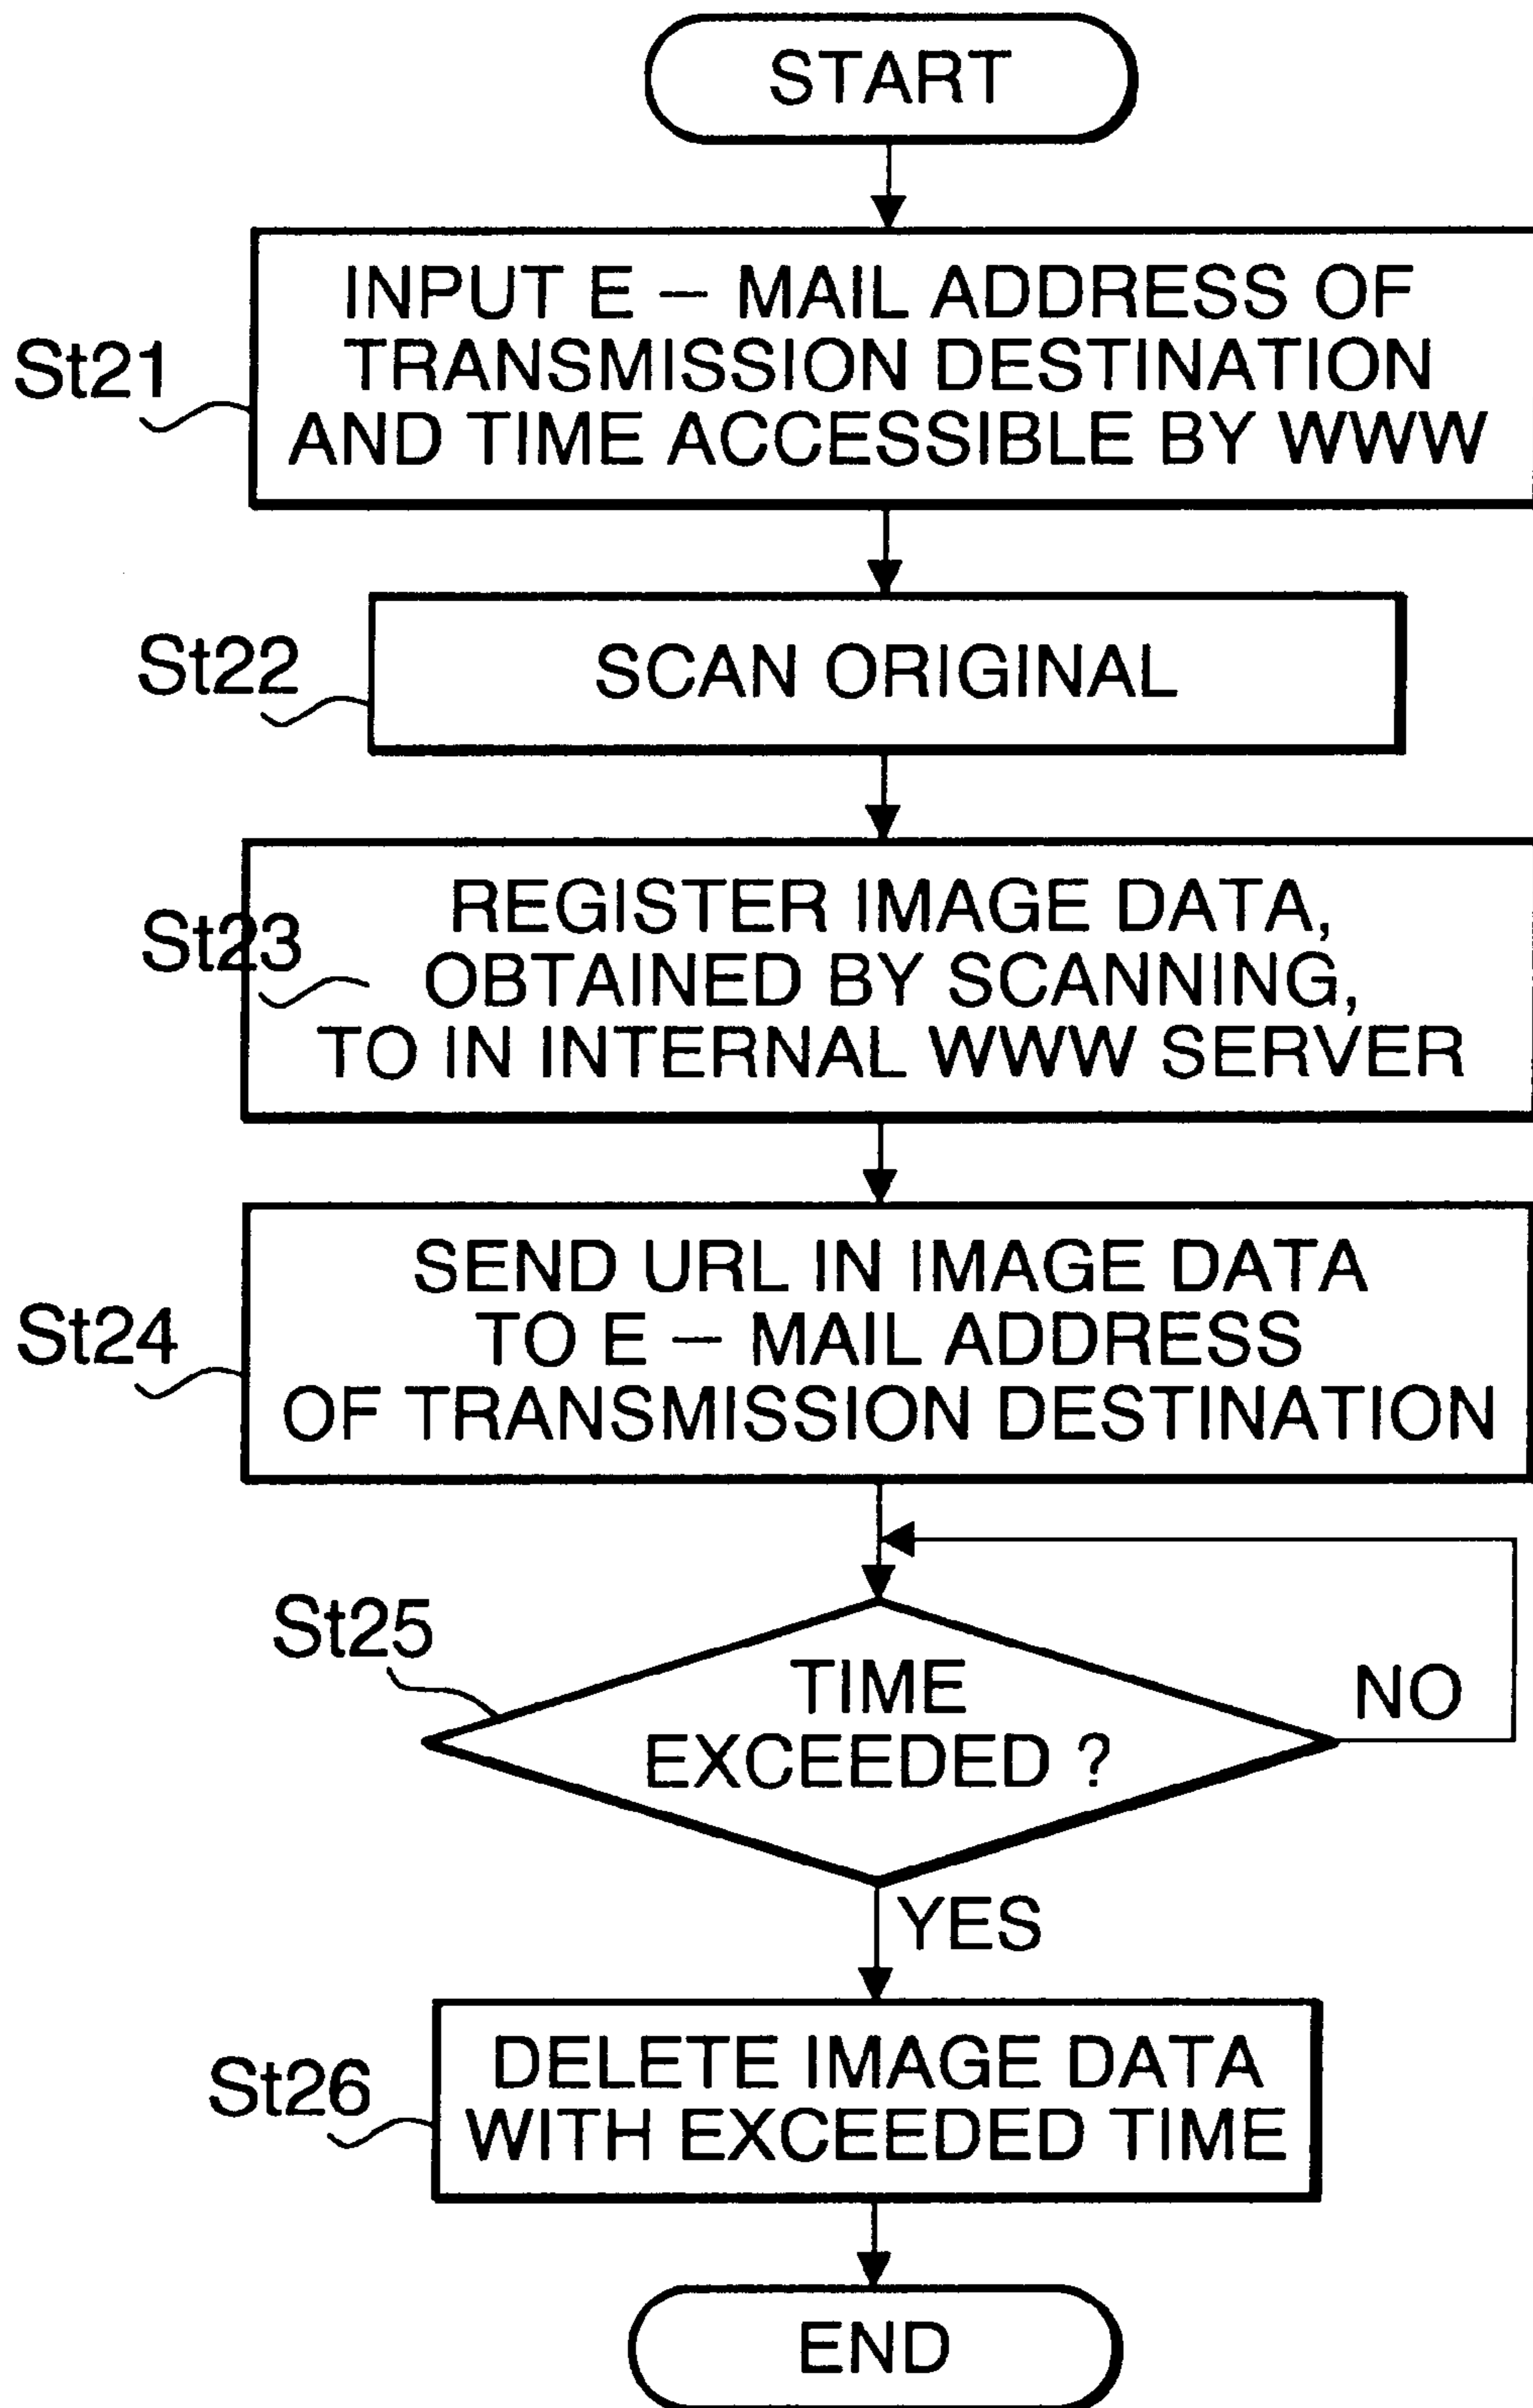 START
INPUT E – MAIL ADDRESS OF
TRANSMISSION DESTINATION
AND TIME ACCESSIBLE BY WWW
St21
SCAN ORIGINAL
St22
REGISTER IMAGE DATA,
OBTAINED BY SCANNING,
TO IN INTERNAL WWW SERVER
St23
SEND URL IN IMAGE DATA
TO E – MAIL ADDRESS
OF TRANSMISSION DESTINATION
St24
St25
TIME
EXCEEDED ?
NO
YES
DELETE IMAGE DATA
WITH EXCEEDED TIME
St26
END